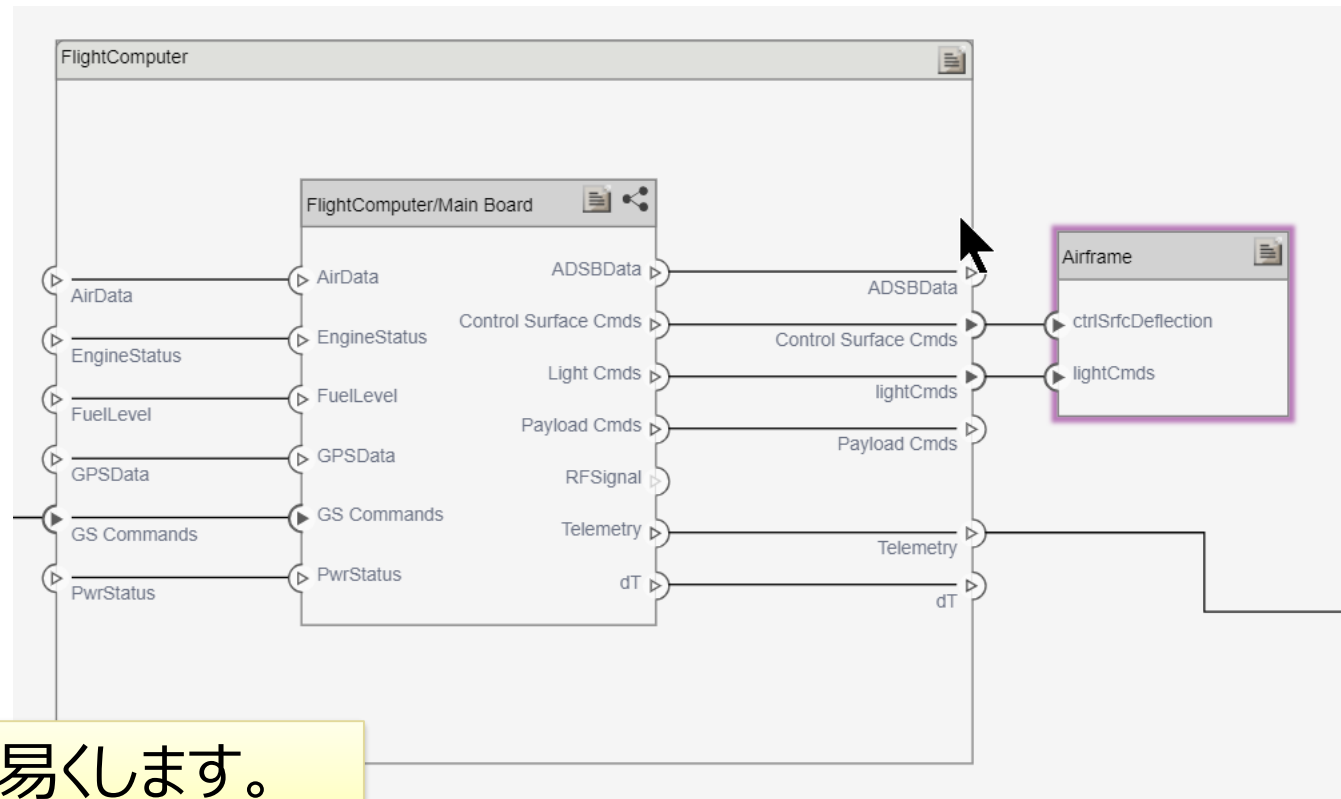 FlightComputer
FlightComputer/Main Board
AirData
EngineStatus
FuelLevel
GPSData
GS Commands
PwrStatus
AirData
EngineStatus
FuelLevel
GPSData
GS Commands
PwrStatus
ADSBData
Control Surface Cmds
Light Cmds
Payload Cmds
RFSignal
Telemetry
dT
ADSBData
Control Surface Cmds
lightCmds
Payload Cmds
Telemetry
dT
Airframe
ctrlSrfcDeflection
lightCmds
易くします。